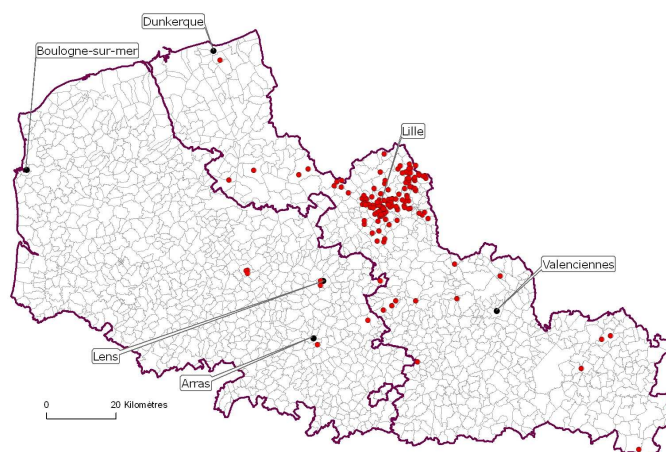 Dunkerque
Boulogne-sur-mer
Lille
Valenciennes
Lens
Arras
0 20 Kilomètres